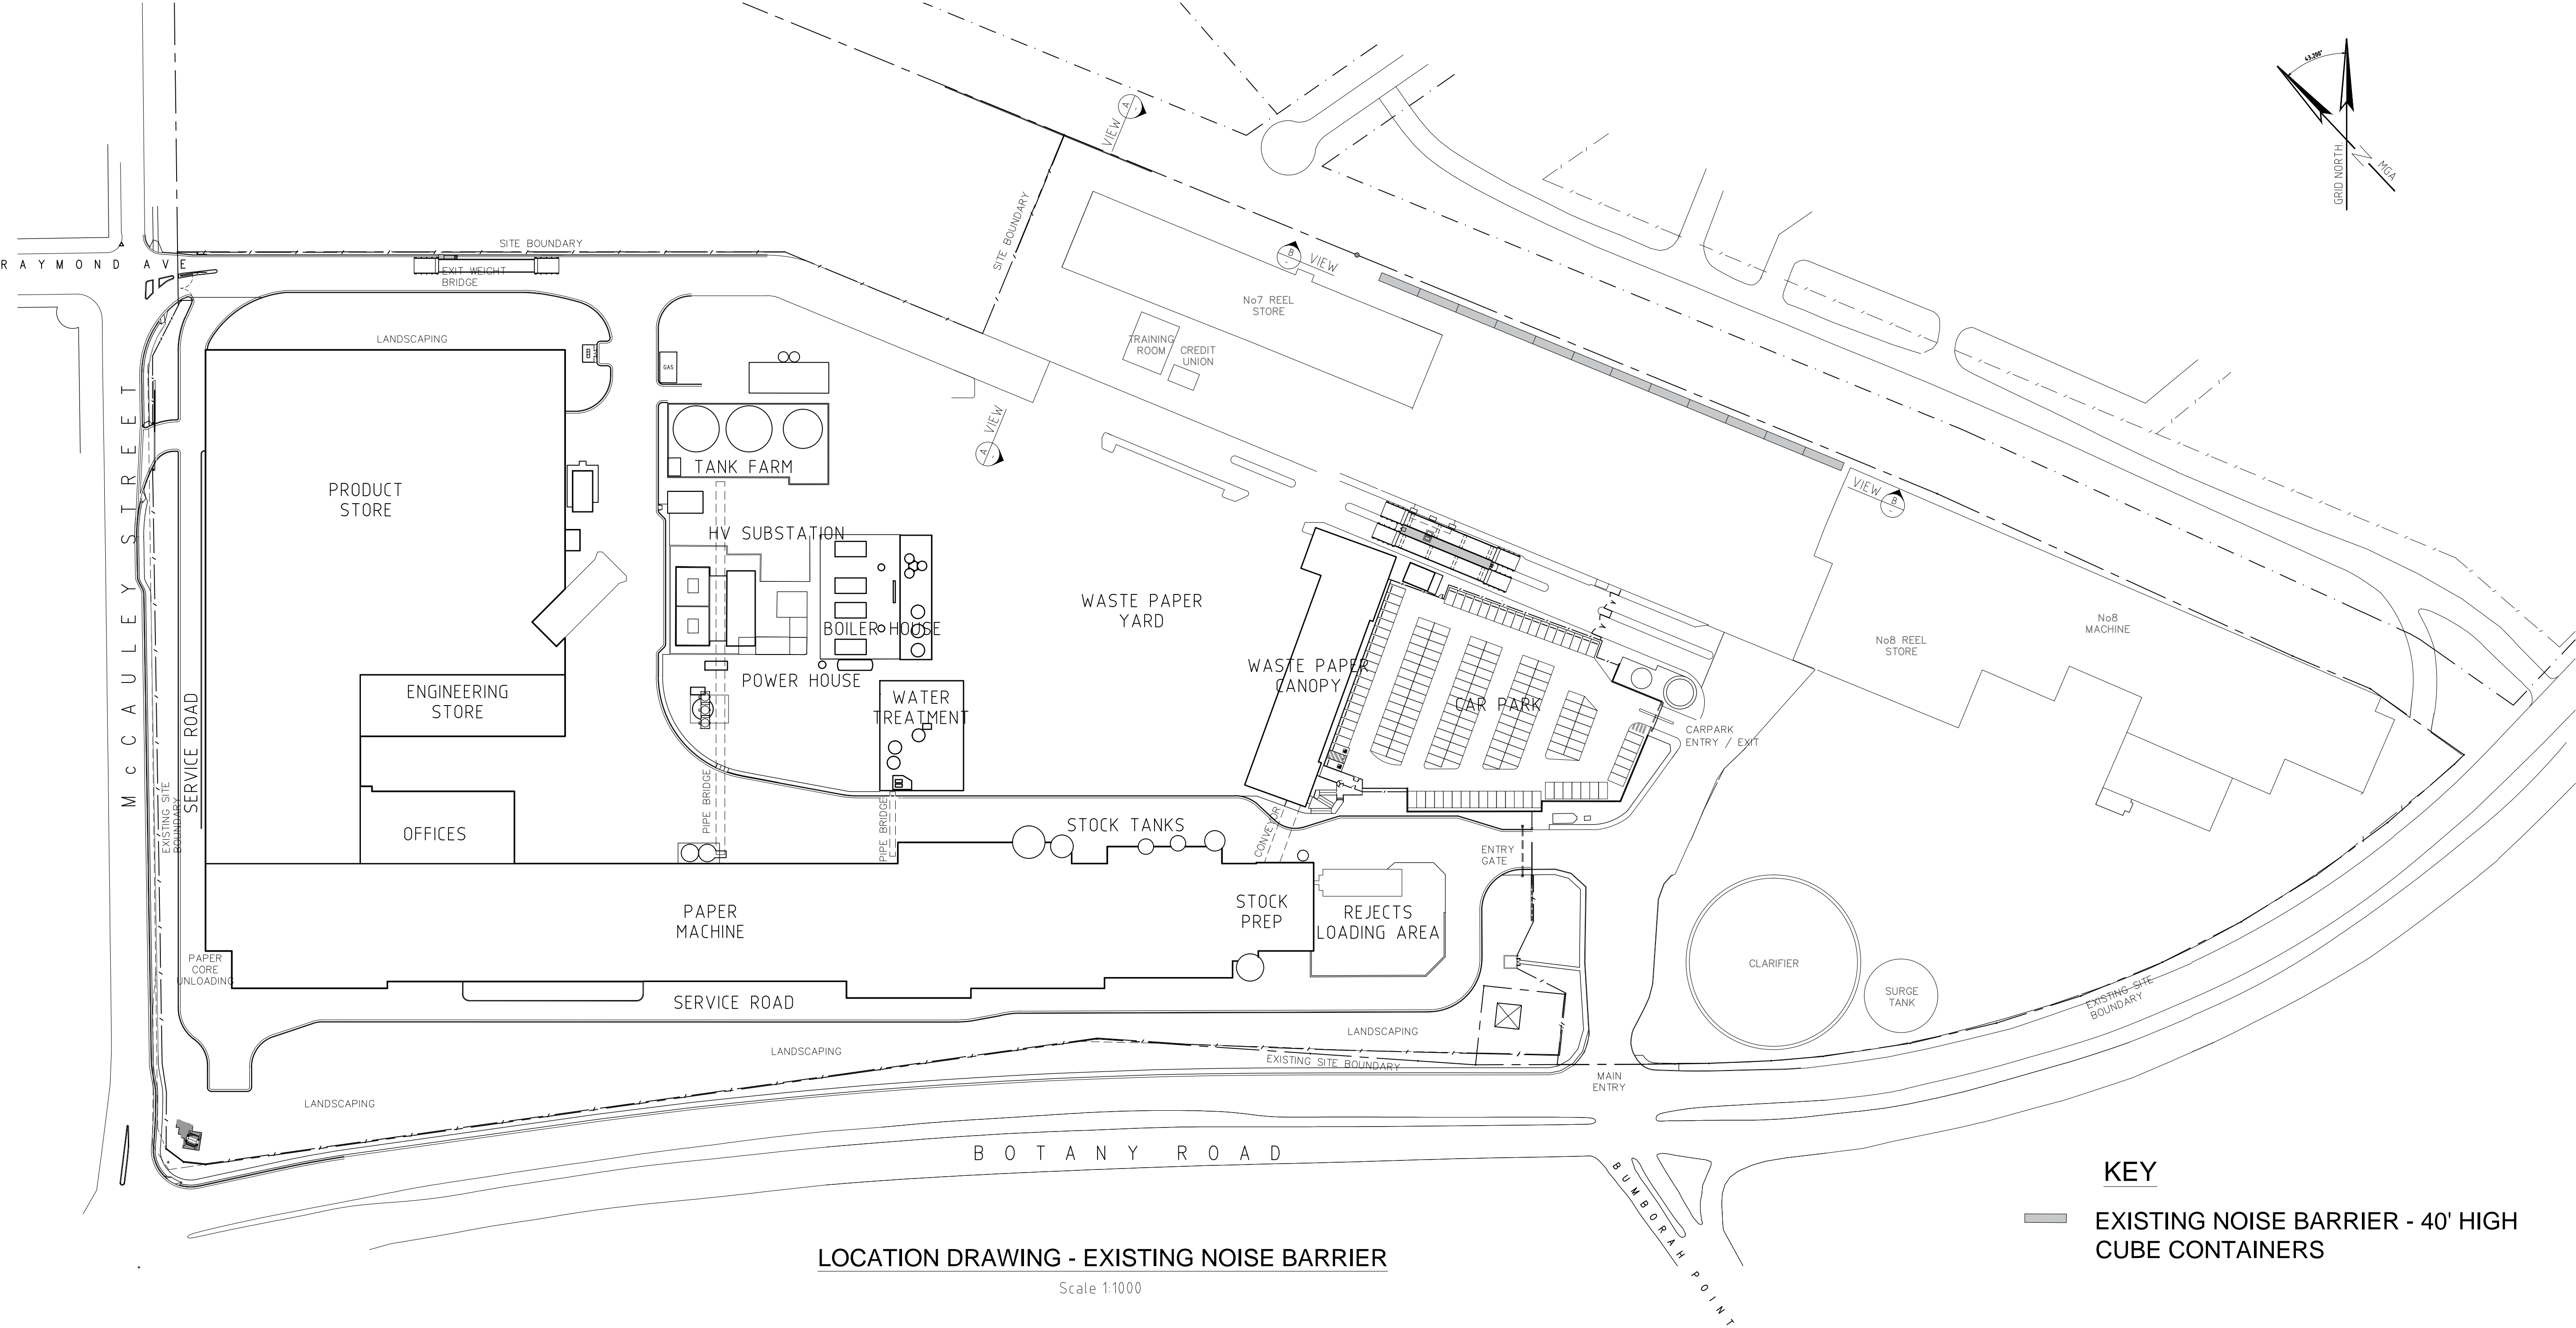 43.200°
GRID NORTH
N
MGA
A
VIEW
SITE BOUNDARY
RAYMOND AVE
EXIT WEIGHT
BRIDGE
SITE BOUNDARY
B
-
VIEW
No7 REEL
STORE
LANDSCAPING
TRAINING
ROOM
CREDIT
UNION
GAS
McCAULEY STREET
VIEW
A
-
TANK FARM
PRODUCT
STORE
VIEW
B
-
HV SUBSTATION
WASTE PAPER
YARD
BOILER HOUSE
No8
MACHINE
No8 REEL
STORE
WASTE PAPER
CANOPY
POWER HOUSE
ENGINEERING
STORE
WATER
TREATMENT
CAR PARK
CARPARK
ENTRY / EXIT
SERVICE ROAD
EXISTING SITE
BOUNDARY
PIPE BRIDGE
PIPE BRIDGE
CONVEYOR
OFFICES
STOCK TANKS
ENTRY
GATE
PAPER
MACHINE
STOCK
PREP
REJECTS
LOADING AREA
PAPER
CORE
UNLOADING
CLARIFIER
SURGE
TANK
EXISTING SITE
BOUNDARY
SERVICE ROAD
LANDSCAPING
LANDSCAPING
EXISTING SITE BOUNDARY
MAIN
ENTRY
LANDSCAPING
BOTANY ROAD
BUMBORAH POINT
KEY
EXISTING NOISE BARRIER - 40' HIGH
CUBE CONTAINERS
LOCATION DRAWING - EXISTING NOISE BARRIER
Scale 1:1000